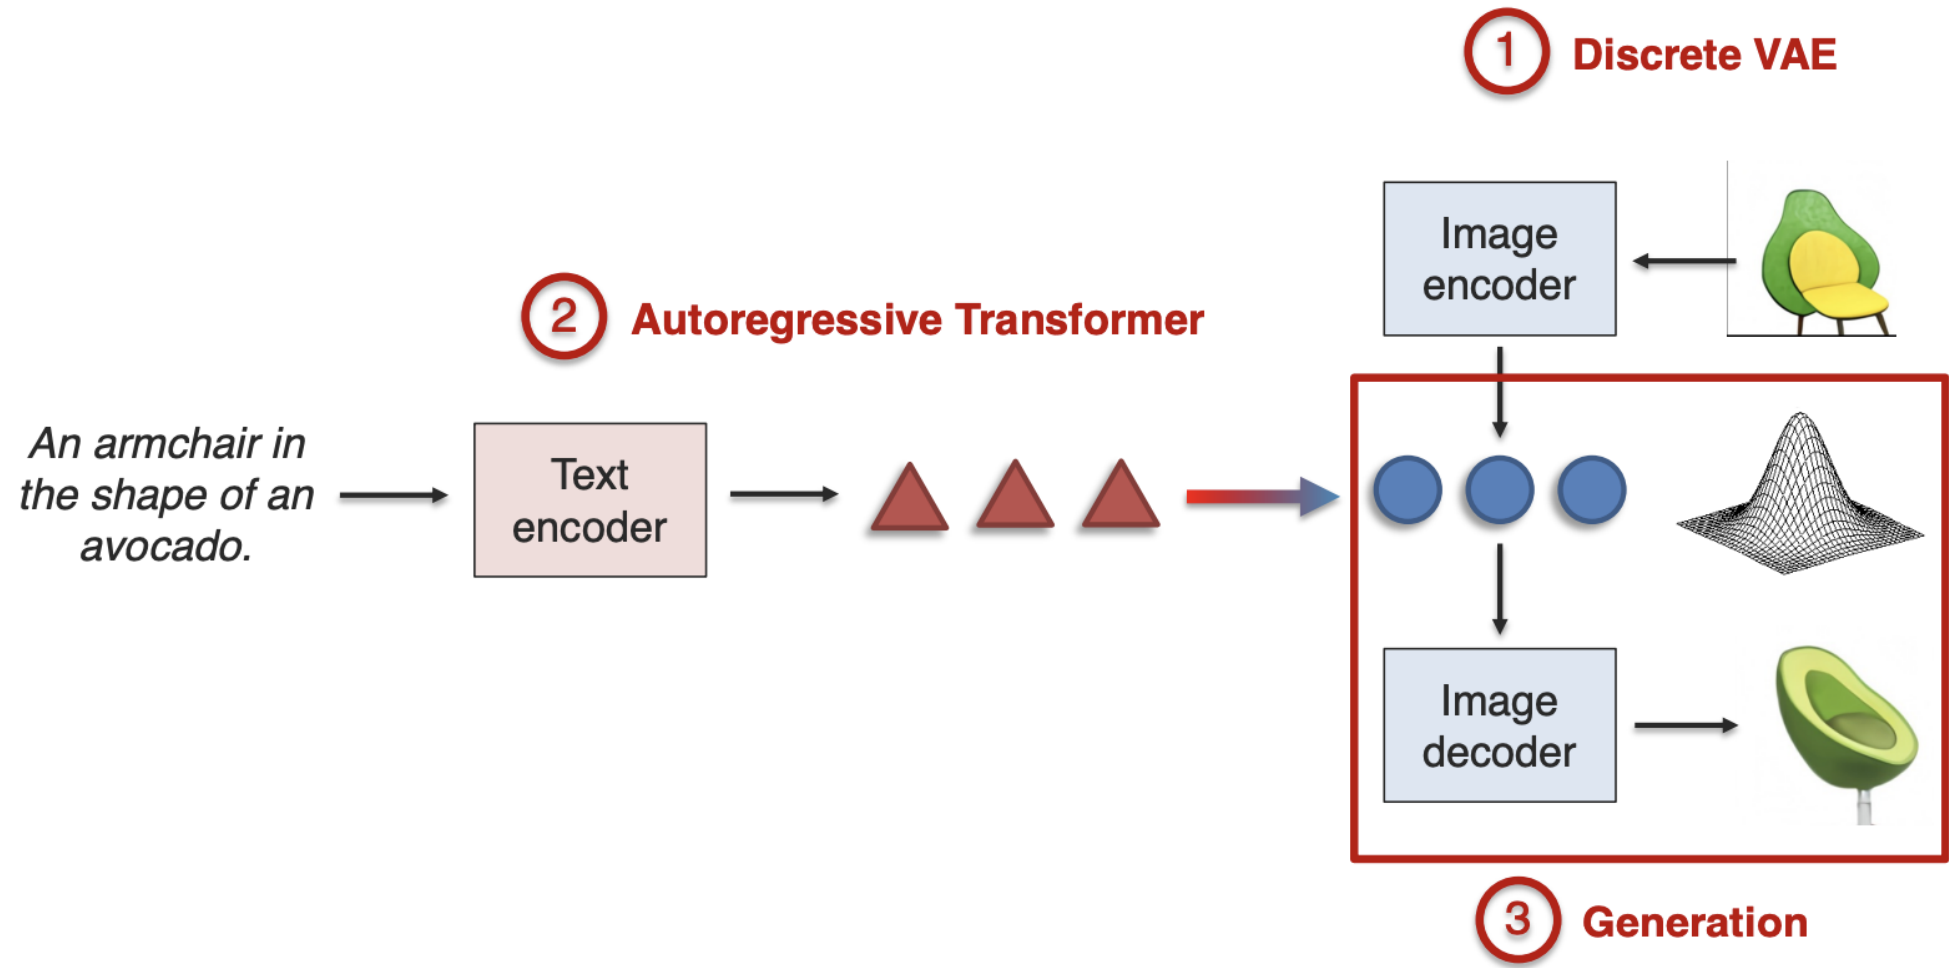 1 Discrete VAE
Image
encoder
2 Autoregressive Transformer
An armchair in
the shape of an
avocado.
Text
encoder
Image
decoder
3 Generation